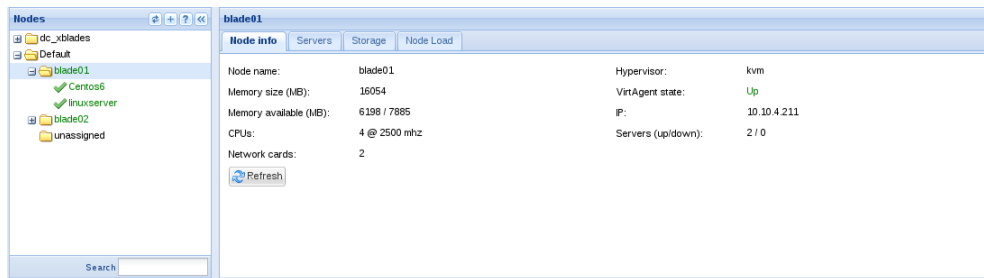 Nodes
dc_xblades
Default
blade01
Centos6
linuxserver
blade02
unassigned
Search
blade01
Node info Servers Storage Node Load
Node name: blade01 Hypervisor: kvm
Memory size (MB): 16054 VirtAgent state: Up
Memory available (MB): 6198 / 7885 IP: 10.10.4.211
CPUs: 4 @ 2500 mhz Servers (up/down): 2 / 0
Network cards: 2
Refresh